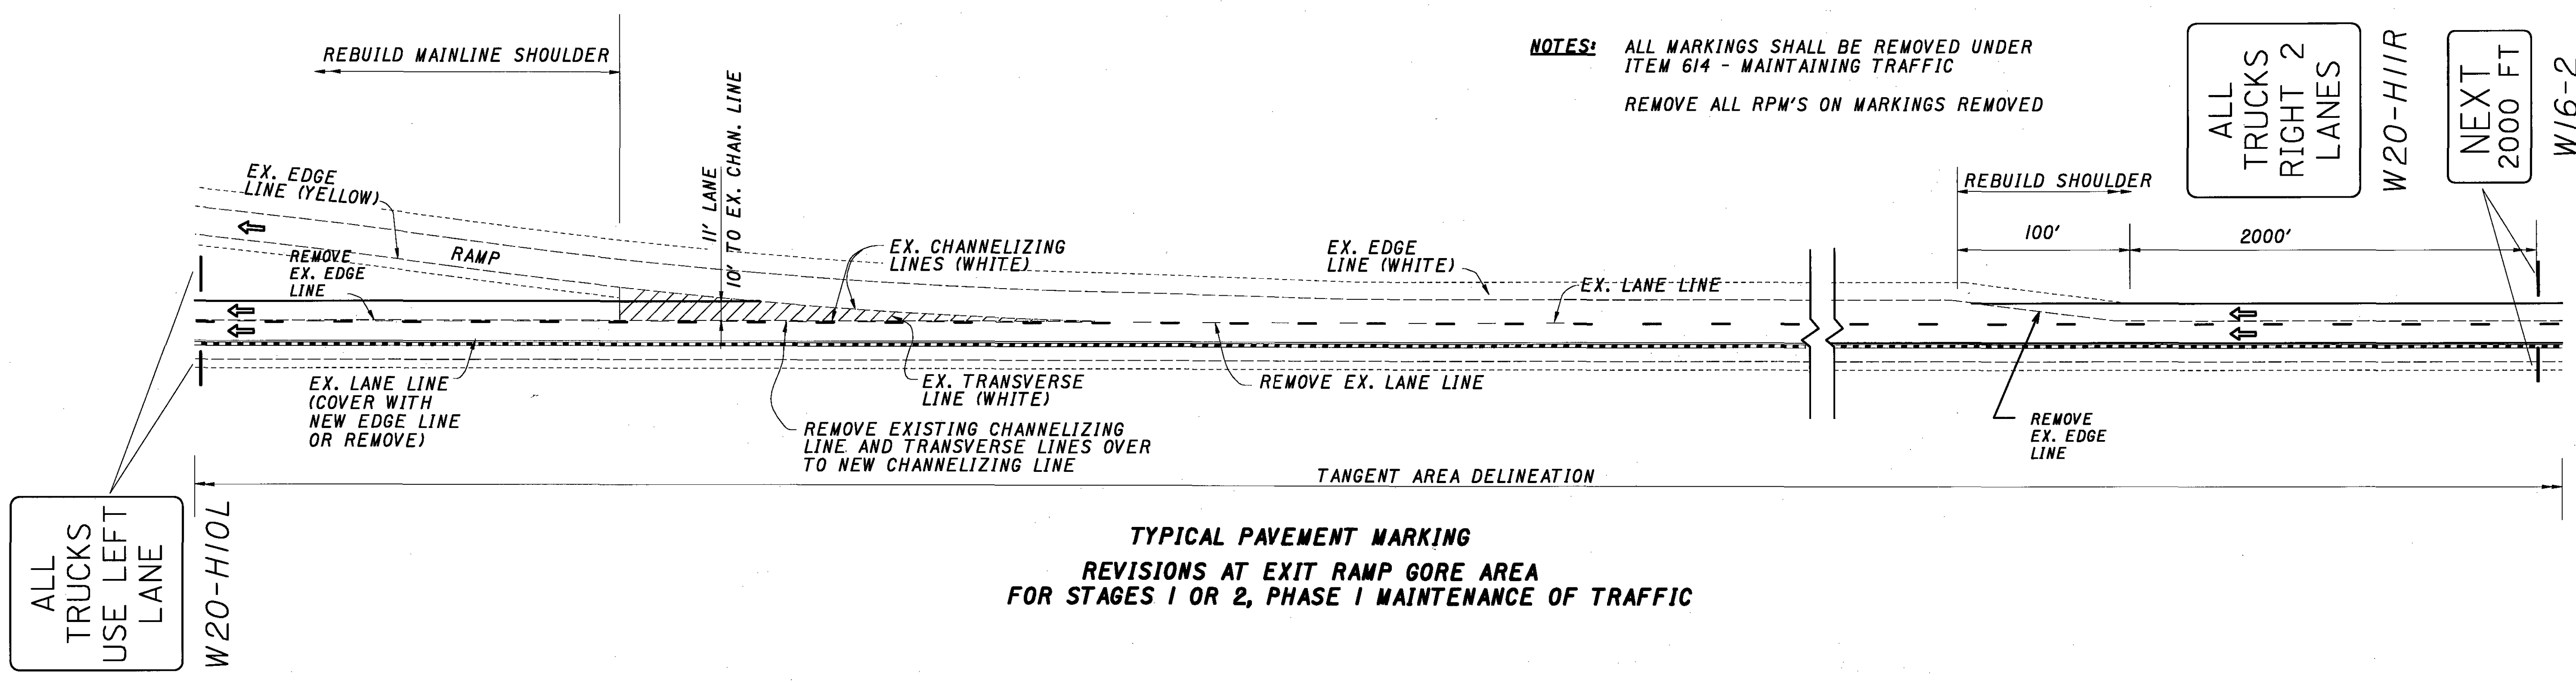 REBUILD MAINLINE SHOULDER
NOTES: ALL MARKINGS SHALL BE REMOVED UNDER
ITEM 614 - MAINTAINING TRAFFIC
REMOVE ALL RPM'S ON MARKINGS REMOVED
ALL
TRUCKS
RIGHT 2
LANES
W20-H11R
NEXT
2000 FT
W16-2
11' LANE
10' TO EX. CHAN. LINE
EX. EDGE
LINE (YELLOW)
RAMP
REMOVE
EX. EDGE
LINE
EX. CHANNELIZING
LINES (WHITE)
EX. EDGE
LINE (WHITE)
EX. LANE LINE
REBUILD SHOULDER
100'
2000'
EX. LANE LINE
(COVER WITH
NEW EDGE LINE
OR REMOVE)
EX. TRANSVERSE
LINE (WHITE)
REMOVE EX. LANE LINE
REMOVE EXISTING CHANNELIZING
LINE AND TRANSVERSE LINES OVER
TO NEW CHANNELIZING LINE
REMOVE
EX. EDGE
LINE
TANGENT AREA DELINEATION
ALL
TRUCKS
USE LEFT
LANE
W20-H10L
TYPICAL PAVEMENT MARKING
REVISIONS AT EXIT RAMP GORE AREA
FOR STAGES 1 OR 2, PHASE 1 MAINTENANCE OF TRAFFIC